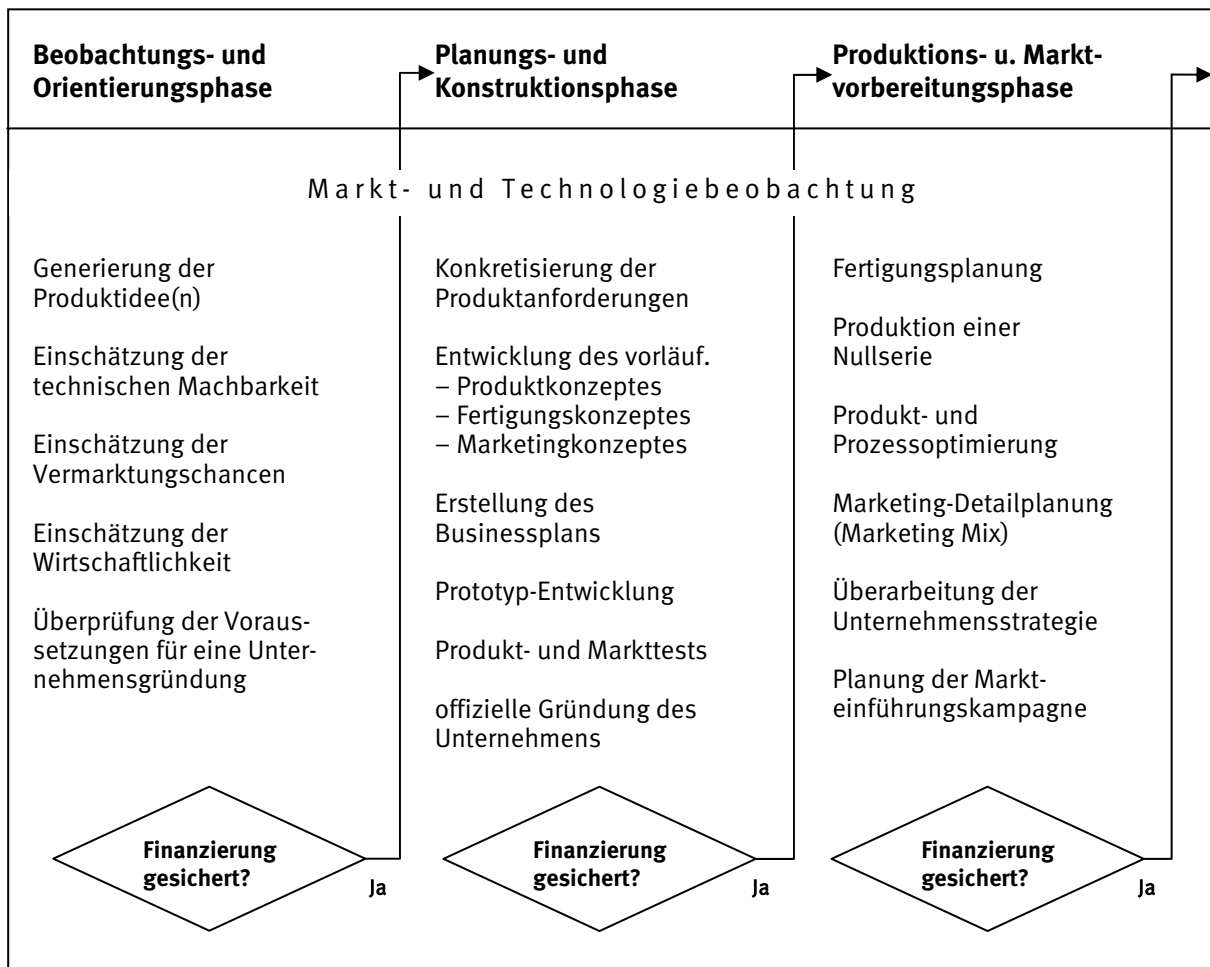 Beobachtungs- und
Orientierungsphase
Planungs- und
Konstruktionsphase
Produktions- u. Markt-
vorbereitungsphase
Markt- und Technologiebeobachtung
Generierung der
Produktidee(n)
Einschätzung der
technischen Machbarkeit
Einschätzung der
Vermarktungschancen
Einschätzung der
Wirtschaftlichkeit
Überprüfung der Voraus-
setzungen für eine Unter-
nehmensgründung
Konkretisierung der
Produktanforderungen
Entwicklung des vorläuf.
– Produktkonzeptes
– Fertigungskonzeptes
– Marketingkonzeptes
Erstellung des
Businessplans
Prototyp-Entwicklung
Produkt- und Markttests
offizielle Gründung des
Unternehmens
Fertigungsplanung
Produktion einer
Nullserie
Produkt- und
Prozessoptimierung
Marketing-Detailplanung
(Marketing Mix)
Überarbeitung der
Unternehmensstrategie
Planung der Markt-
einführungskampagne
Finanzierung
gesichert?
Ja
Finanzierung
gesichert?
Ja
Finanzierung
gesichert?
Ja